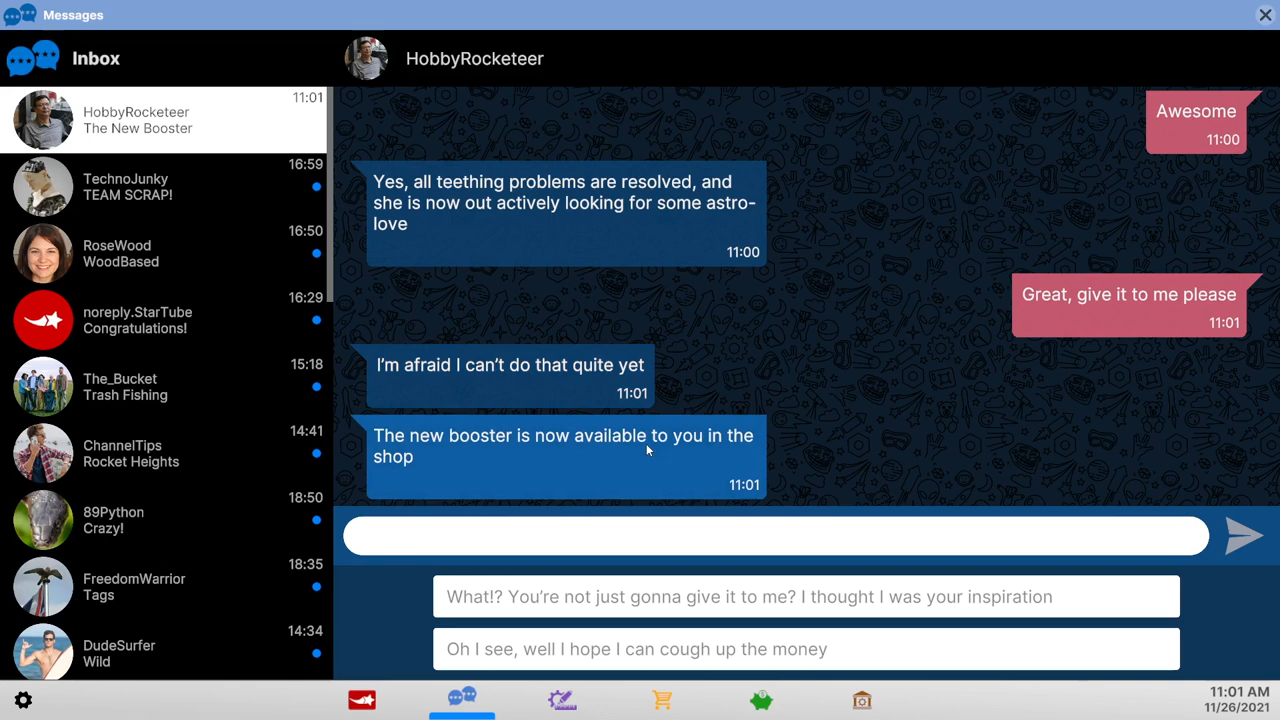 Messages
Inbox
HobbyRocketeer
The New Booster
11:01
TechnoJunky
TEAM SCRAP!
16:59
RoseWood
WoodBased
16:50
noreply.StarTube
Congratulations!
16:29
The_Bucket
Trash Fishing
15:18
ChannelTips
Rocket Heights
14:41
89Python
Crazy!
18:50
FreedomWarrior
Tags
18:35
DudeSurfer
Wild
14:34
HobbyRocketeer
Awesome
11:00
Yes, all teething problems are resolved, and
she is now out actively looking for some astro-
love
11:00
Great, give it to me please
11:01
I'm afraid I can't do that quite yet
11:01
The new booster is now available to you in the
shop
11:01
What!? You're not just gonna give it to me? I thought I was your inspiration
Oh I see, well I hope I can cough up the money
11:01 AM
11/26/2021